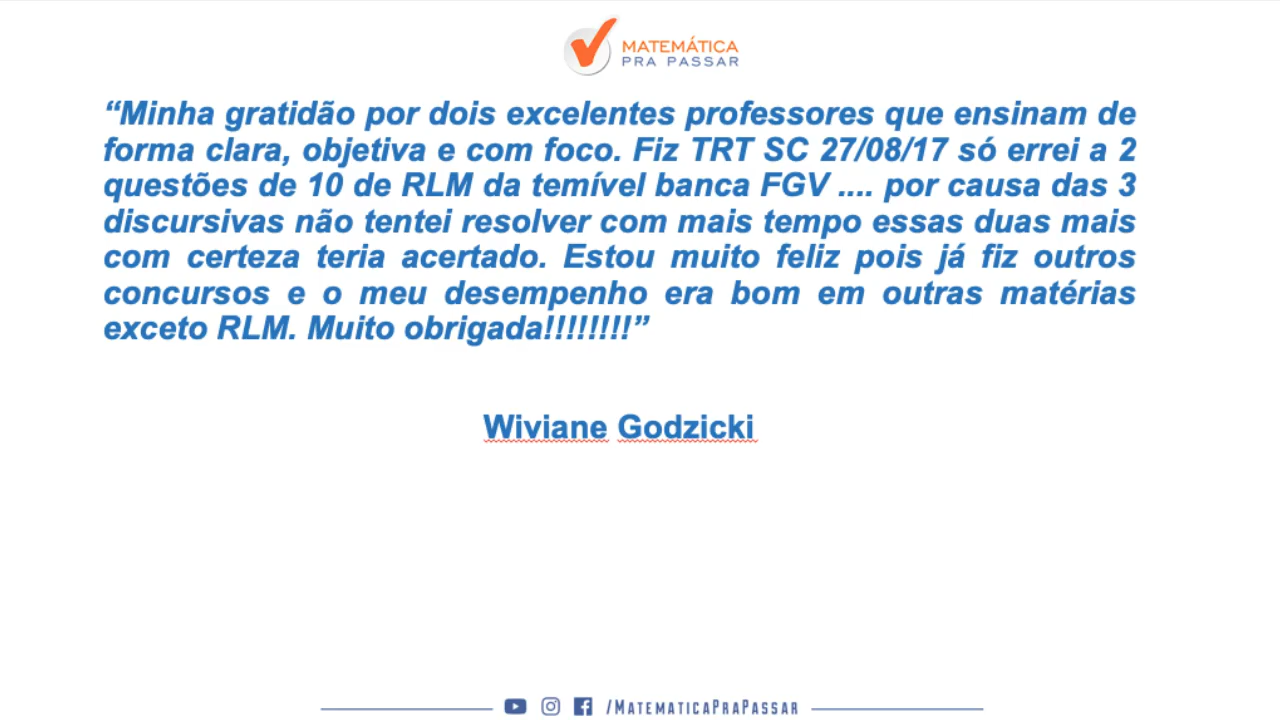 MATEMÁTICA
PRA PASSAR
“Minha gratidão por dois excelentes professores que ensinam de
forma clara, objetiva e com foco. Fiz TRT SC 27/08/17 só errei a 2
questões de 10 de RLM da temível banca FGV .... por causa das 3
discursivas não tentei resolver com mais tempo essas duas mais
com certeza teria acertado. Estou muito feliz pois já fiz outros
concursos e o meu desempenho era bom em outras matérias
exceto RLM. Muito obrigada!!!!!!!!”
Wiviane Godzicki
/MATEMATICAPRAPASSAR